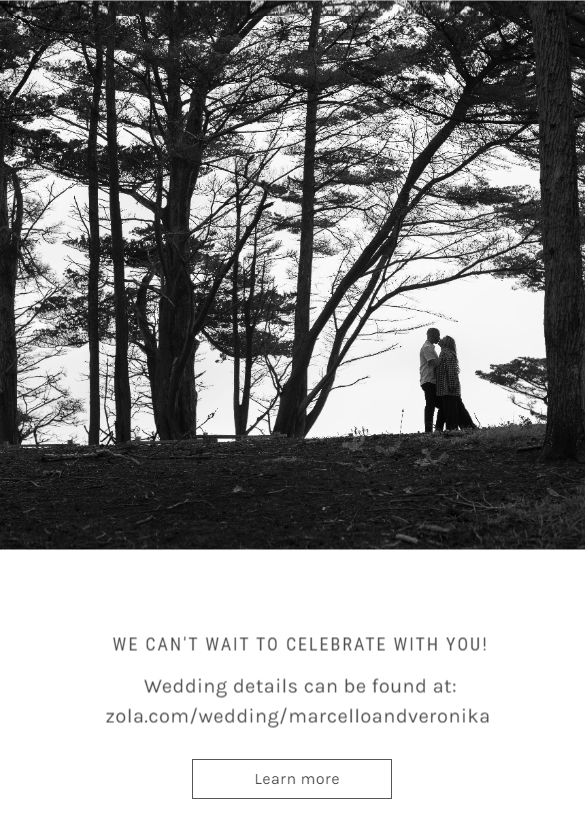 WE CAN'T WAIT TO CELEBRATE WITH YOU!
Wedding details can be found at:
zola.com/wedding/marcelloandveronika
Learn more